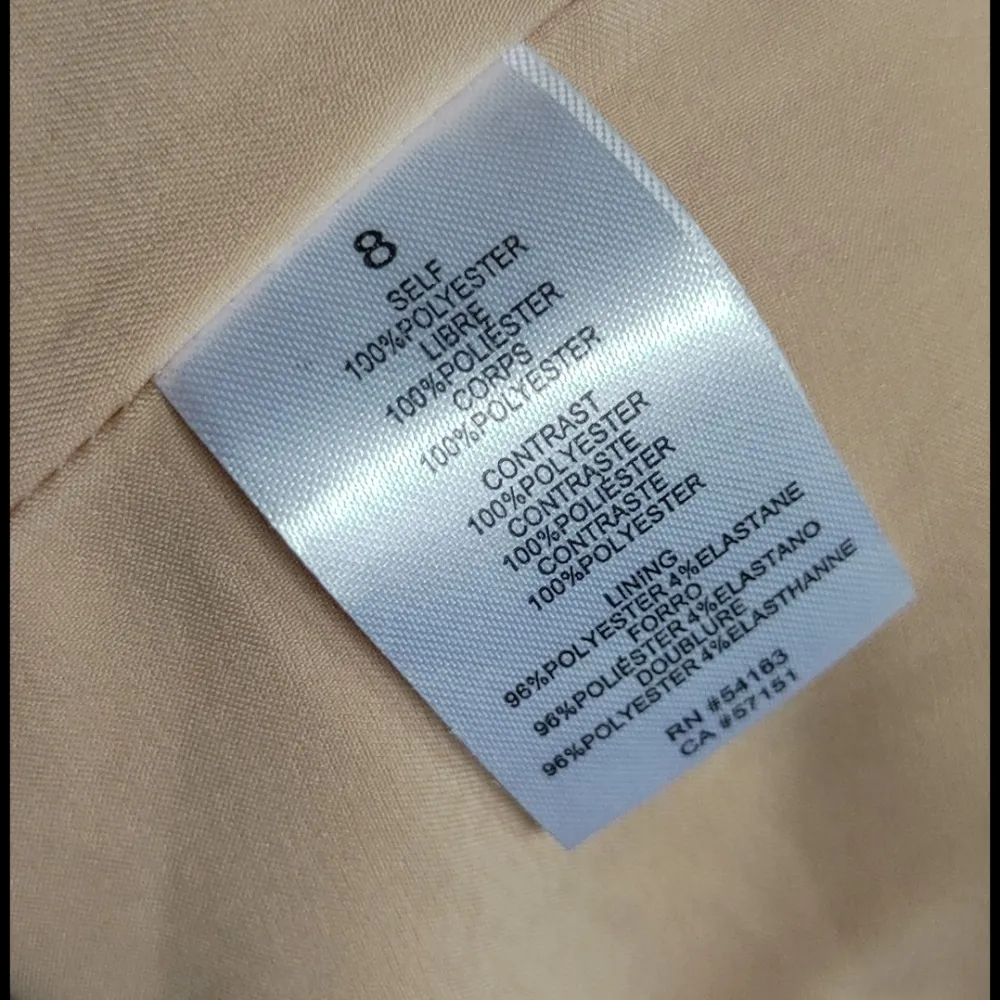 8
SELF
100%POLYESTER
LIBRE
100%POLIÉSTER
CORPS
100%POLYESTER
CONTRAST
100%POLYESTER
CONTRASTE
100%POLIÉSTER
CONTRASTE
100%POLYESTER
LINING
96%POLYESTER 4%ELASTANE
FORRO
96%POLIÉSTER 4%ELASTANO
DOUBLURE
96%POLYESTER 4%ELASTHANNE
RN #54163
CA #57151